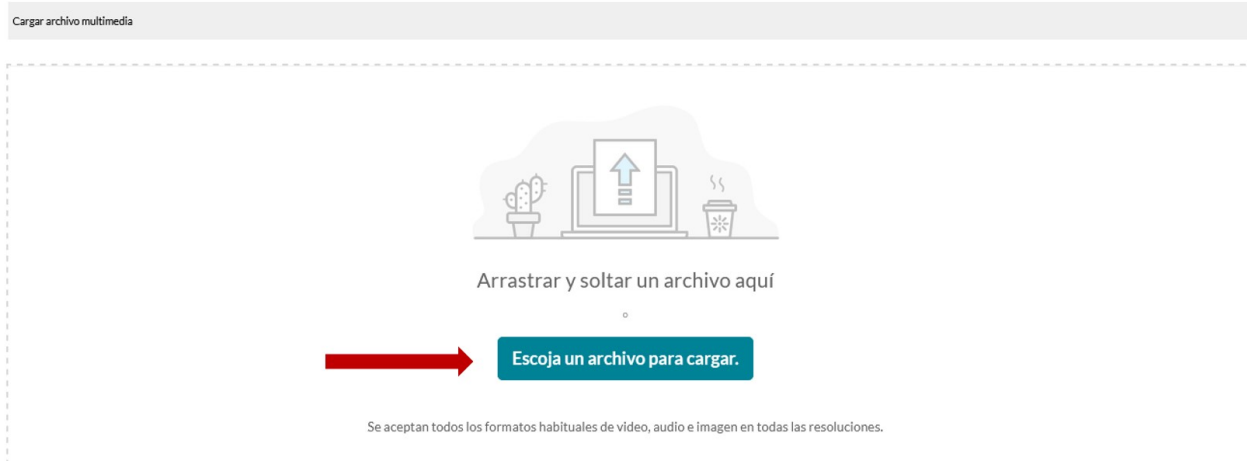 Cargar archivo multimedia
Arrastrar y soltar un archivo aquí
o
Escoja un archivo para cargar.
Se aceptan todos los formatos habituales de video, audio e imagen en todas las resoluciones.